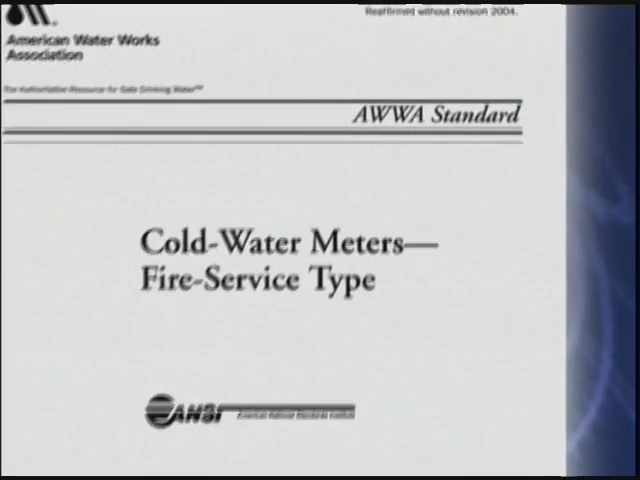 Reaffirmed without revision 2004.
American Water Works
Association
The Authoritative Resource for Safe Drinking Water℠
AWWA Standard
Cold-Water Meters—
Fire-Service Type
ANSI American National Standards Institute